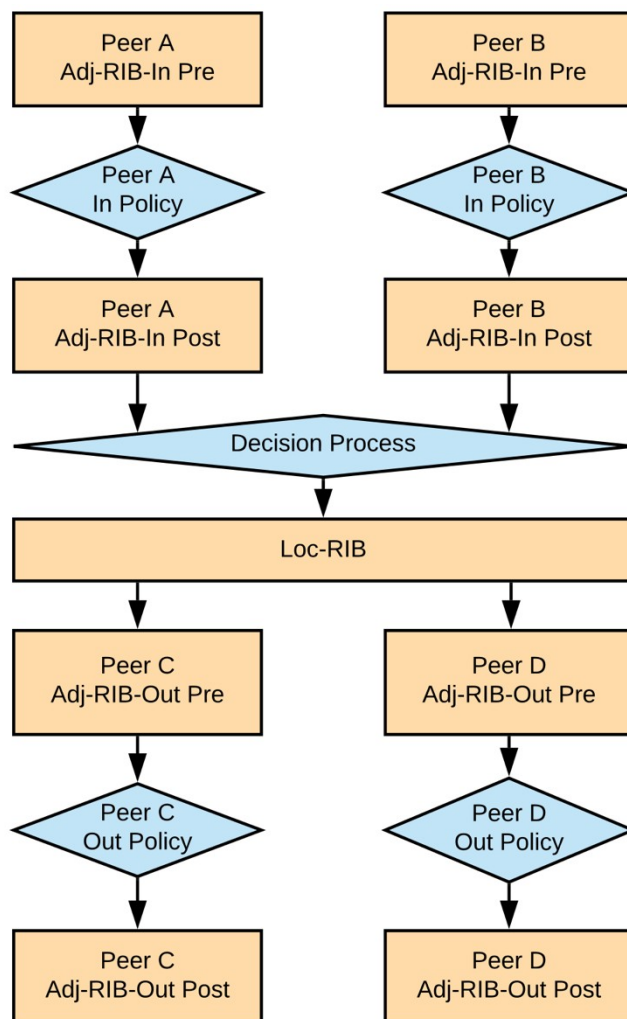 Peer A
Adj-RIB-In Pre
Peer B
Adj-RIB-In Pre
Peer A
In Policy
Peer B
In Policy
Peer A
Adj-RIB-In Post
Peer B
Adj-RIB-In Post
Decision Process
Loc-RIB
Peer C
Adj-RIB-Out Pre
Peer D
Adj-RIB-Out Pre
Peer C
Out Policy
Peer D
Out Policy
Peer C
Adj-RIB-Out Post
Peer D
Adj-RIB-Out Post